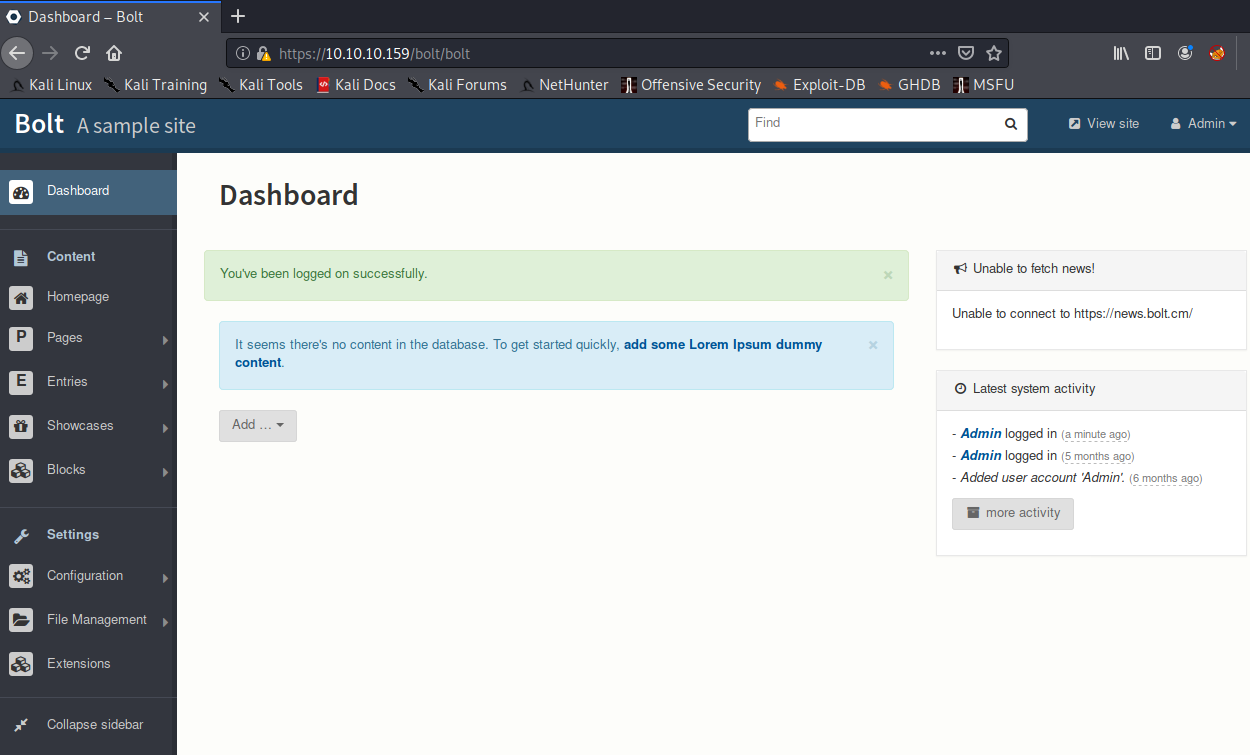 Dashboard – Bolt
https://10.10.10.159/bolt/bolt
Kali Linux Kali Training Kali Tools Kali Docs Kali Forums NetHunter Offensive Security Exploit-DB GHDB MSFU
Bolt A sample site
Find
View site
Admin
Dashboard
Content
Homepage
P Pages
E Entries
Showcases
Blocks
Settings
Configuration
File Management
Extensions
Collapse sidebar
Dashboard
You've been logged on successfully.
It seems there's no content in the database. To get started quickly, add some Lorem Ipsum dummy
content.
Add ...
Unable to fetch news!
Unable to connect to https://news.bolt.cm/
Latest system activity
- Admin logged in (a minute ago)
- Admin logged in (5 months ago)
- Added user account 'Admin'. (6 months ago)
more activity